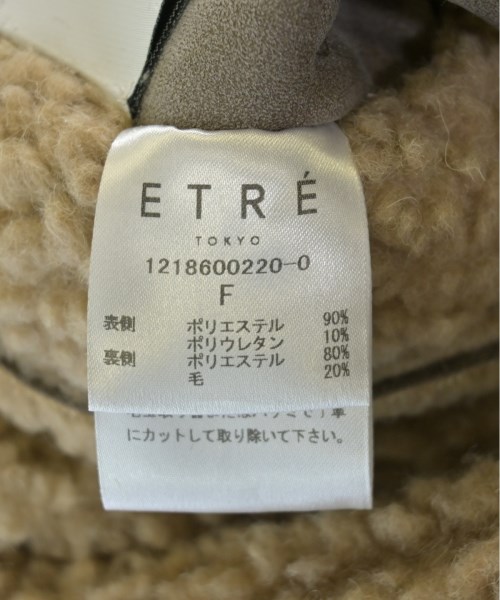 ETRÉ
TOKYO
1218600220-0
F
表側 ポリエステル 90%
ポリウレタン 10%
裏側 ポリエステル 80%
毛 20%
にカットして取り除いて下さい。